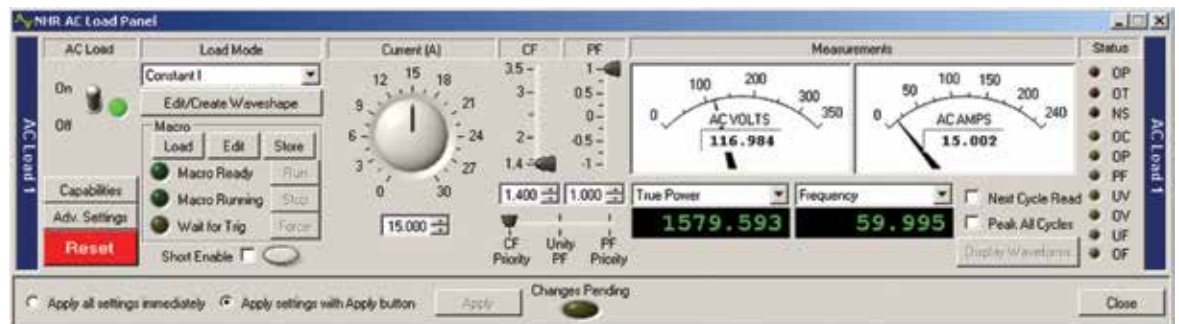 NHR AC Load Panel
AC Load 1
AC Load
On
Off
Capabilities
Adv. Settings
Reset
Load Mode
Constant I
Edit/Create Waveshape
Macro
Load Edit Store
Macro Ready Run
Macro Running Stop
Wait for Trig Force
Short Enable
Current (A)
0 3 6 9 12 15 18 21 24 27 30
15.000
CF
3.5
3
2
1.4
1.400
PF
1
0.5
0
-0.5
-1
1.000
CF Priority
Unity PF
PF Priority
Measurements
0 100 200 300 350
AC VOLTS
116.984
0 50 100 150 200 240
AC AMPS
15.002
True Power
1579.593
Frequency
59.995
Next Cycle Read
Peak All Cycles
Display Waveforms
Status
OP
OT
NS
OC
OP
PF
UV
OV
UF
OF
AC Load 1
Apply all settings immediately
Apply settings with Apply button
Apply
Changes Pending
Close